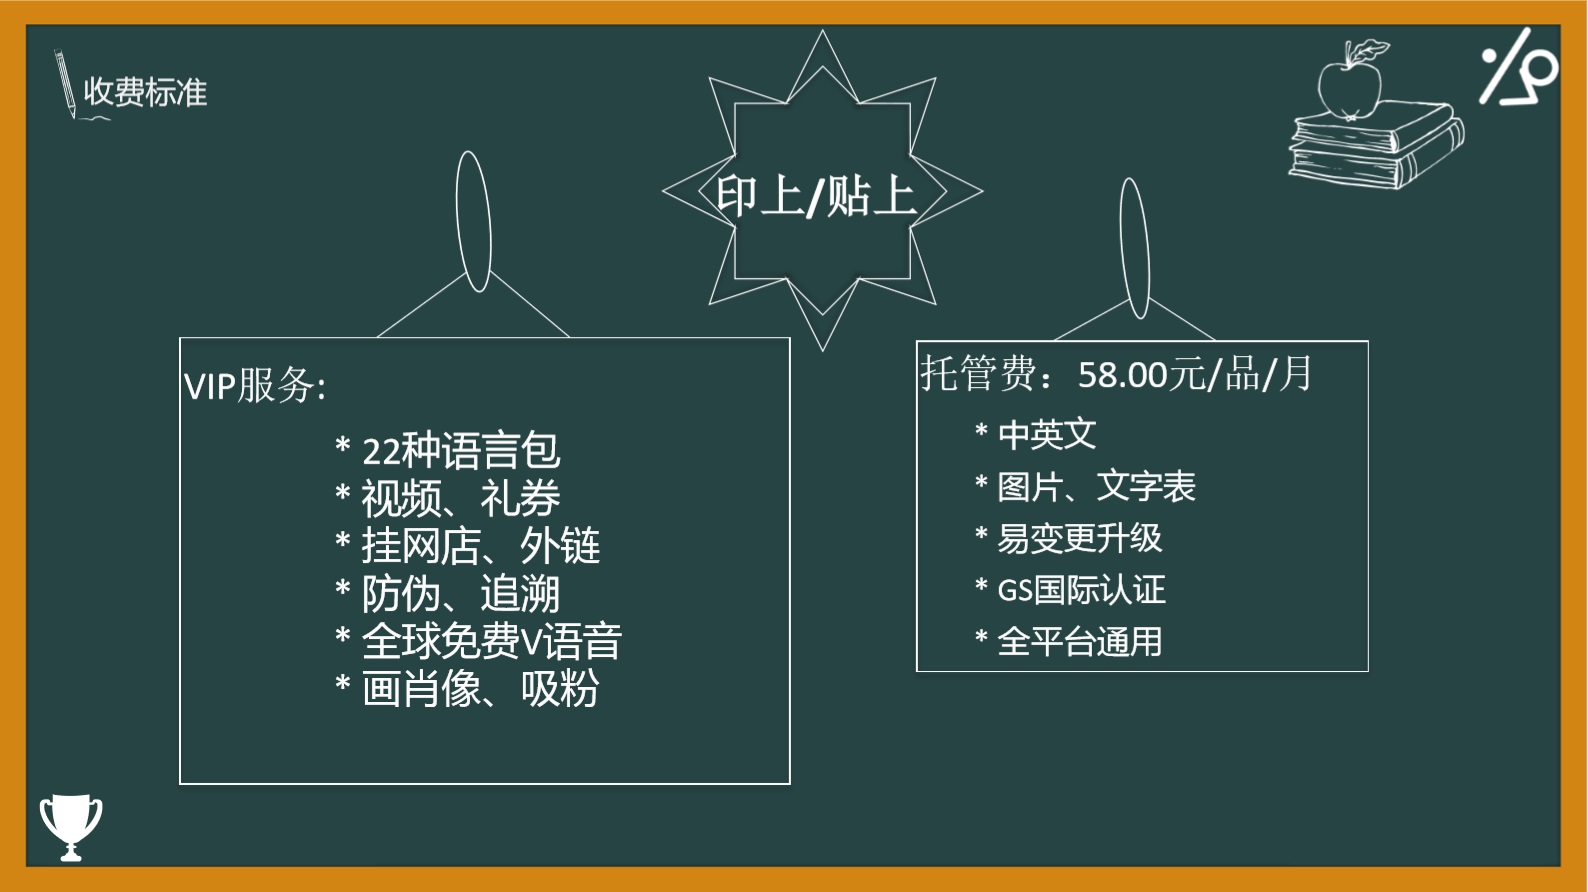 收费标准
印上/贴上
VIP服务:
* 22种语言包
* 视频、礼券
* 挂网店、外链
* 防伪、追溯
* 全球免费V语音
* 画肖像、吸粉
托管费：58.00元/品/月
* 中英文
* 图片、文字表
* 易变更升级
* GS国际认证
* 全平台通用